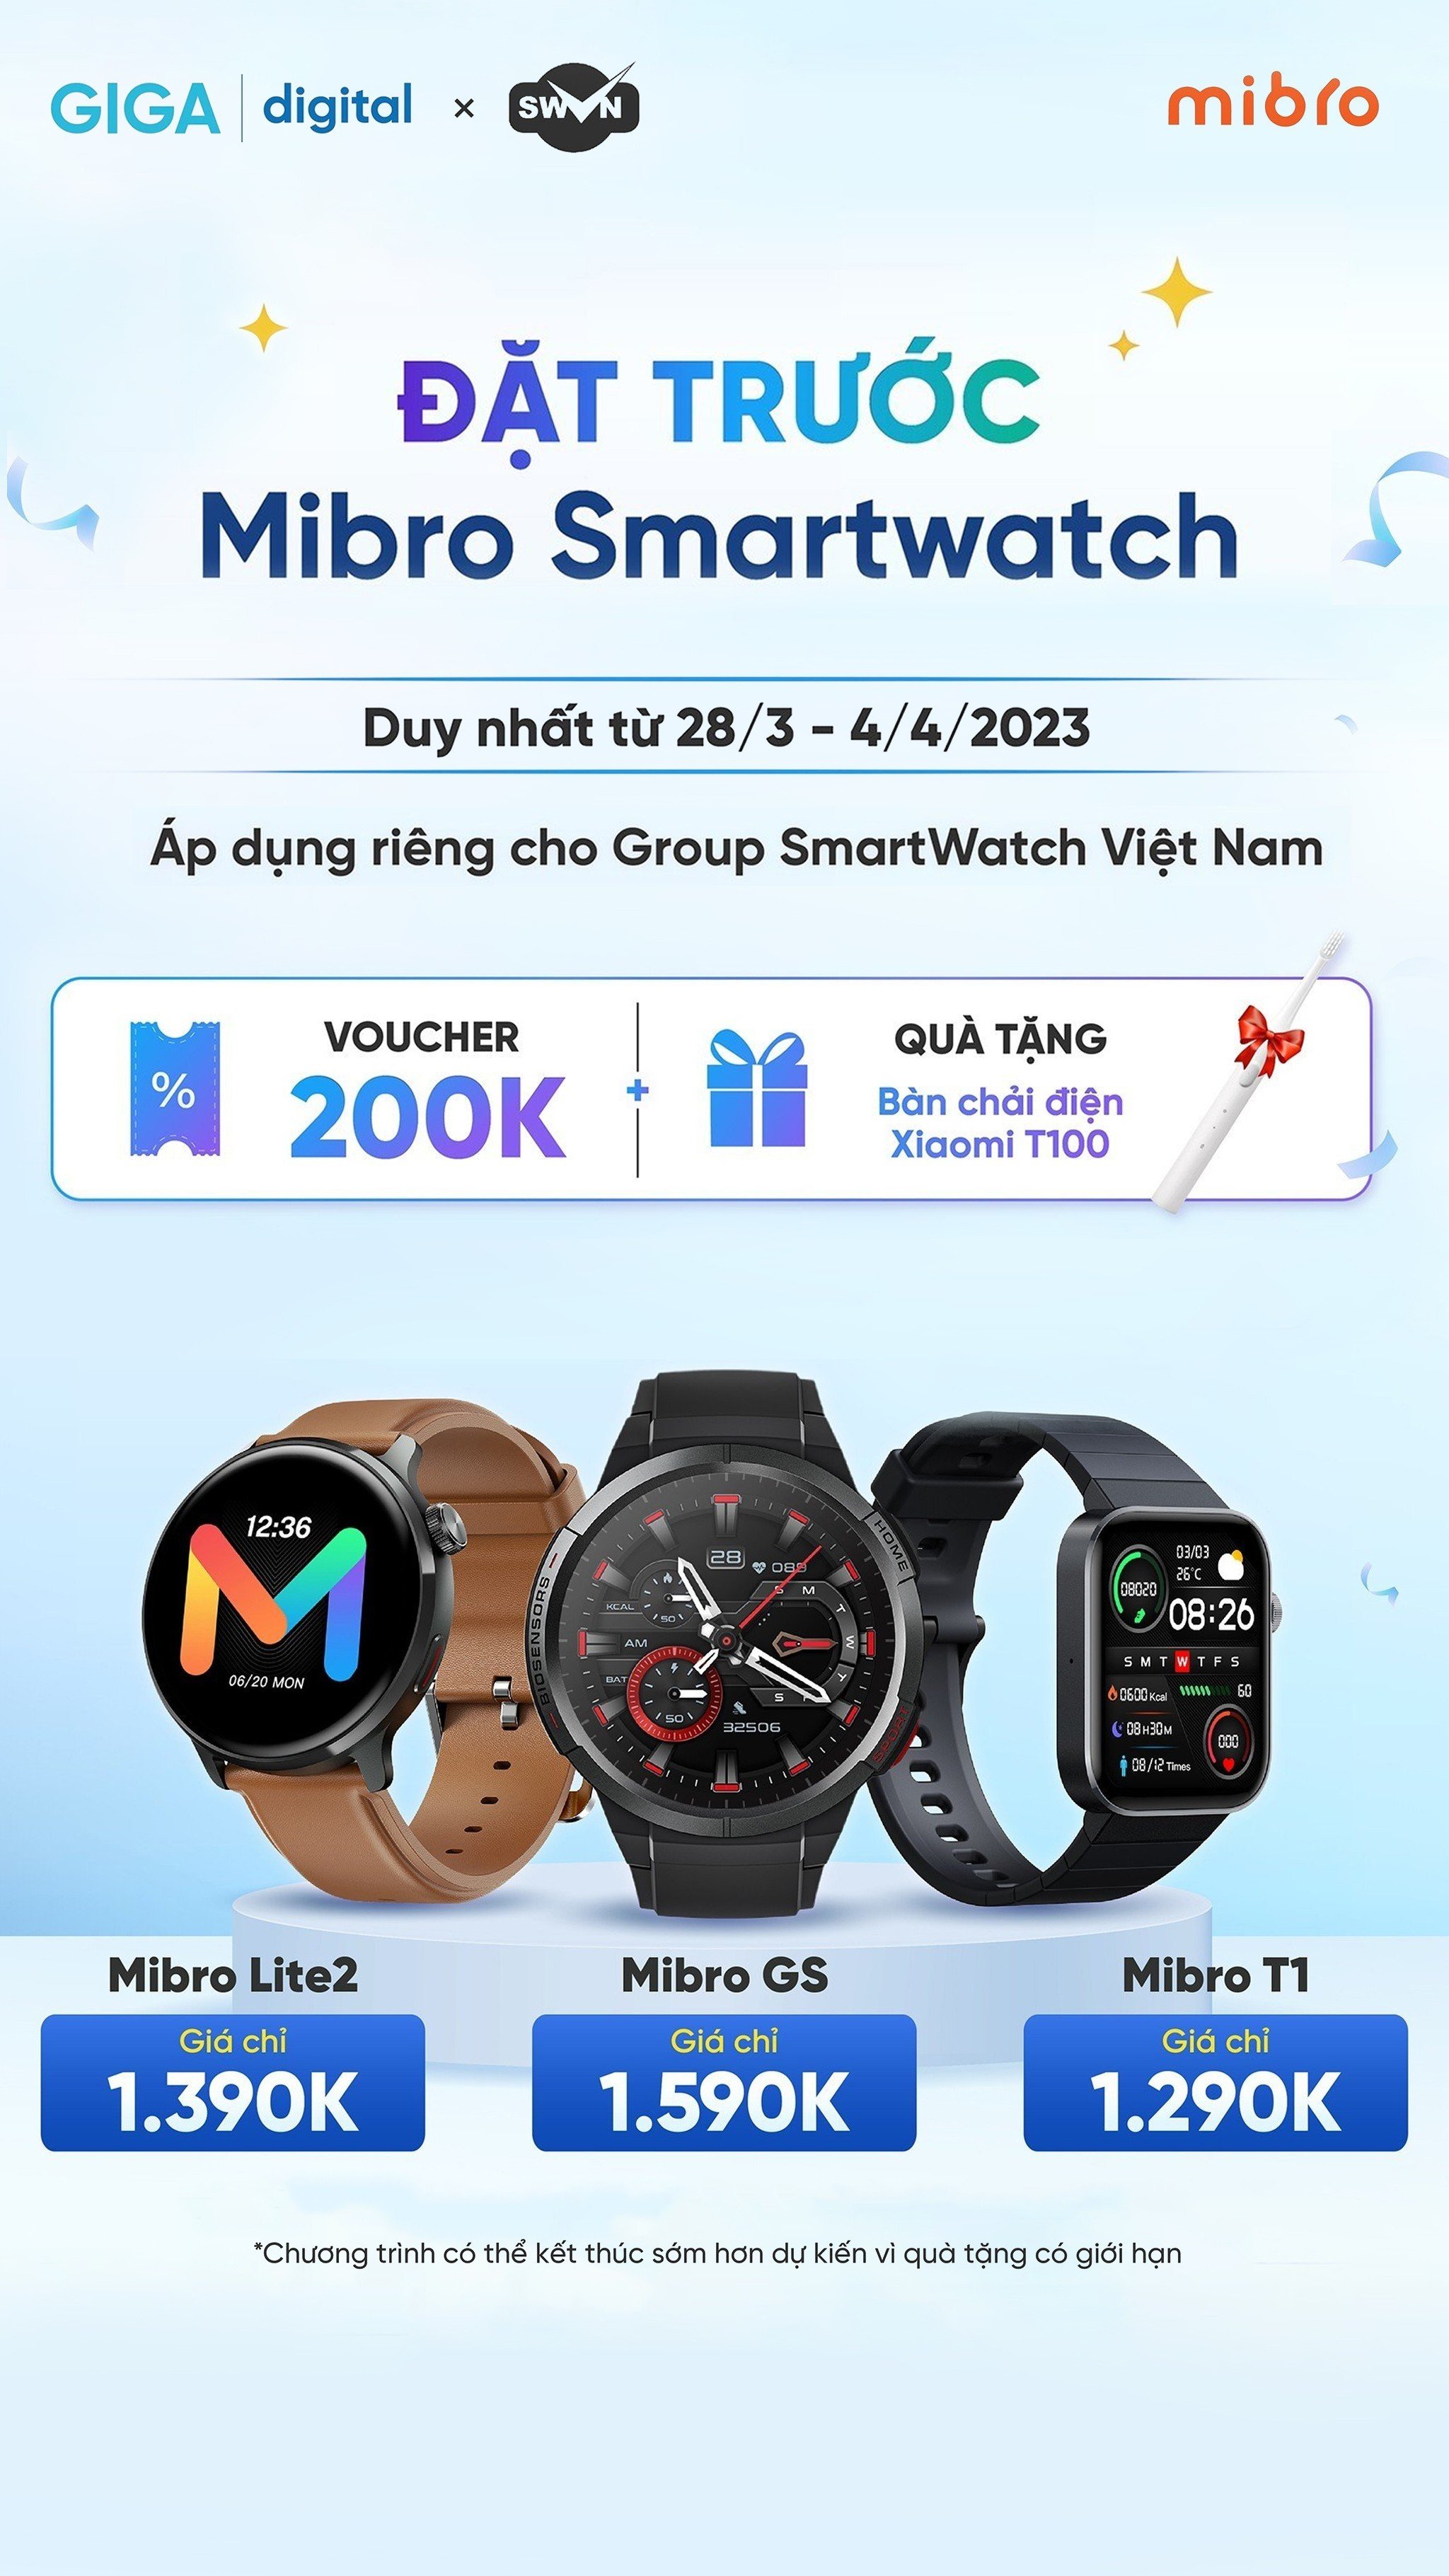 GIGA digital × SWVN
mibro
ĐẶT TRƯỚC
Mibro Smartwatch
Duy nhất từ 28/3 - 4/4/2023
Áp dụng riêng cho Group SmartWatch Việt Nam
%
VOUCHER
200K
+
QUÀ TẶNG
Bàn chải điện
Xiaomi T100
12:36
06/20 MON
BIOSENSORS
HOME
SPORT
28
KCAL
50
S M T W T
AM
BAT
50
32506
03/03
26°C
08020
08:26
S M T W T F S
0600 Kcal
60
08H30M
000
08/12 Times
Mibro Lite2
Giá chỉ
1.390K
Mibro GS
Giá chỉ
1.590K
Mibro T1
Giá chỉ
1.290K
*Chương trình có thể kết thúc sớm hơn dự kiến vì quà tặng có giới hạn